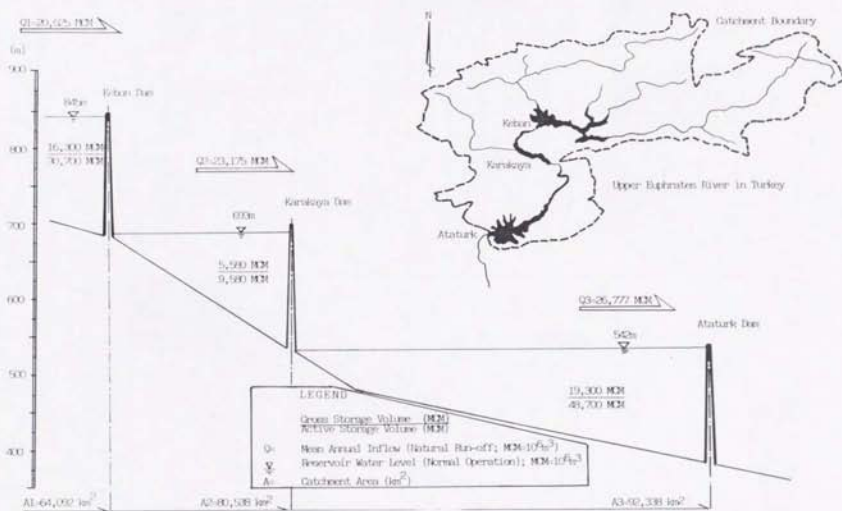 Q1=20,625 MCM
(m)
900
800
700
600
500
400
Keban Dam
845m
16,300 MCM
30,700 MCM
Q2=23,175 MCM
Karakaya Dam
693m
5,580 MCM
9,580 MCM
N
Catchment Boundary
Keban
Karakaya
Upper Euphrates River in Turkey
Ataturk
Q3=26,777 MCM
Ataturk Dam
542m
19,300 MCM
48,700 MCM
LEGEND
Gross Storage Volume (MCM)
Active Storage Volume (MCM)
Q= Mean Annual Inflow (Natural Run-off; MCM=10⁶m³)
Reservoir Water Level (Normal Operation); MCM=10⁶m³
A= Catchment Area (km²)
A1=64,092 km²
A2=80,538 km²
A3=92,338 km²